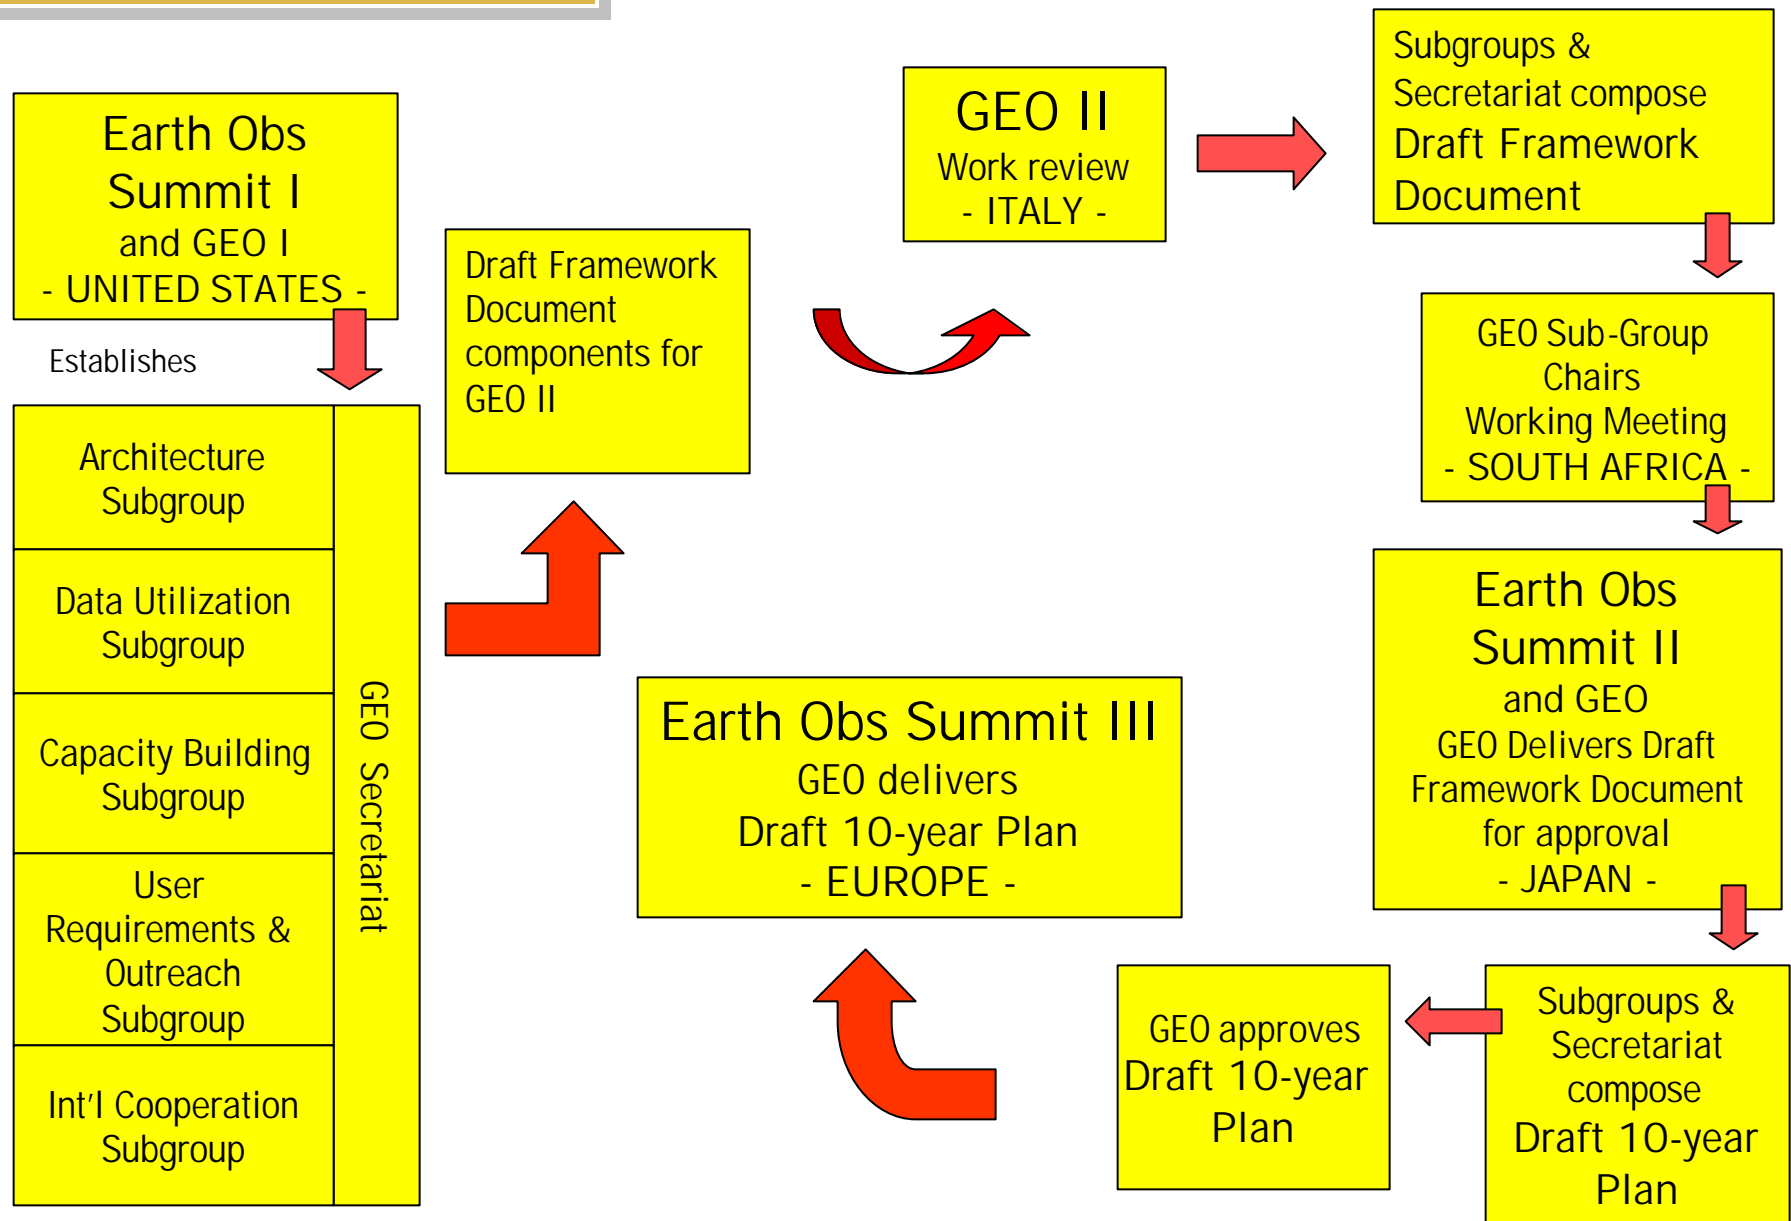 Earth Obs
Summit I
and GEO I
- UNITED STATES -
Establishes
Architecture
Subgroup
Data Utilization
Subgroup
Capacity Building
Subgroup
User
Requirements &
Outreach
Subgroup
Int'l Cooperation
Subgroup
GEO Secretariat
Draft Framework
Document
components for
GEO II
GEO II
Work review
- ITALY -
Subgroups &
Secretariat compose
Draft Framework
Document
GEO Sub-Group
Chairs
Working Meeting
- SOUTH AFRICA -
Earth Obs
Summit II
and GEO
GEO Delivers Draft
Framework Document
for approval
- JAPAN -
Subgroups &
Secretariat
compose
Draft 10-year
Plan
GEO approves
Draft 10-year
Plan
Earth Obs Summit III
GEO delivers
Draft 10-year Plan
- EUROPE -